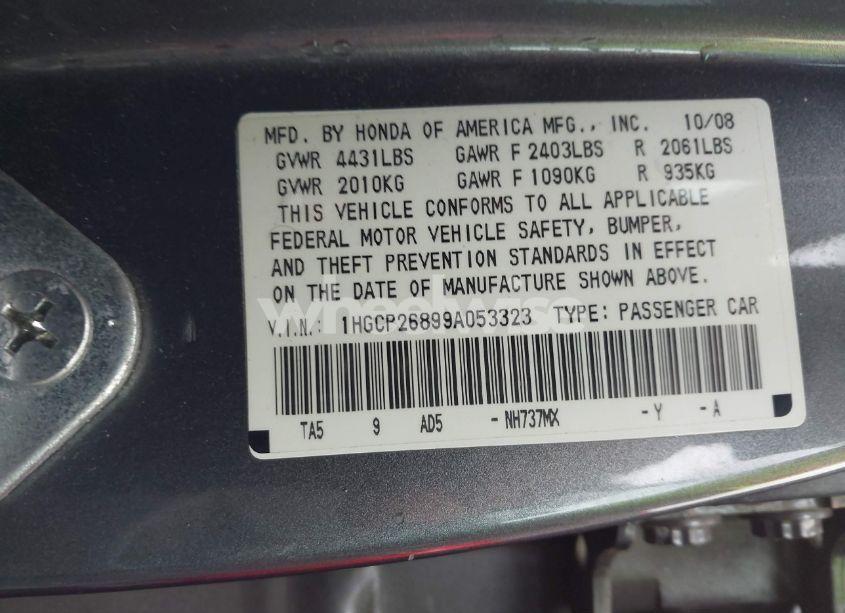 MFD. BY HONDA OF AMERICA MFG., INC. 10/08
GVWR 4431LBS GAWR F 2403LBS R 2061LBS
GVWR 2010KG GAWR F 1090KG R 935KG
THIS VEHICLE CONFORMS TO ALL APPLICABLE
FEDERAL MOTOR VEHICLE SAFETY, BUMPER,
AND THEFT PREVENTION STANDARDS IN EFFECT
ON THE DATE OF MANUFACTURE SHOWN ABOVE.
wheelwise
V.I.N.: 1HGCP26899A053323 TYPE: PASSENGER CAR
TA5 9 AD5 - NH737MX - Y - A